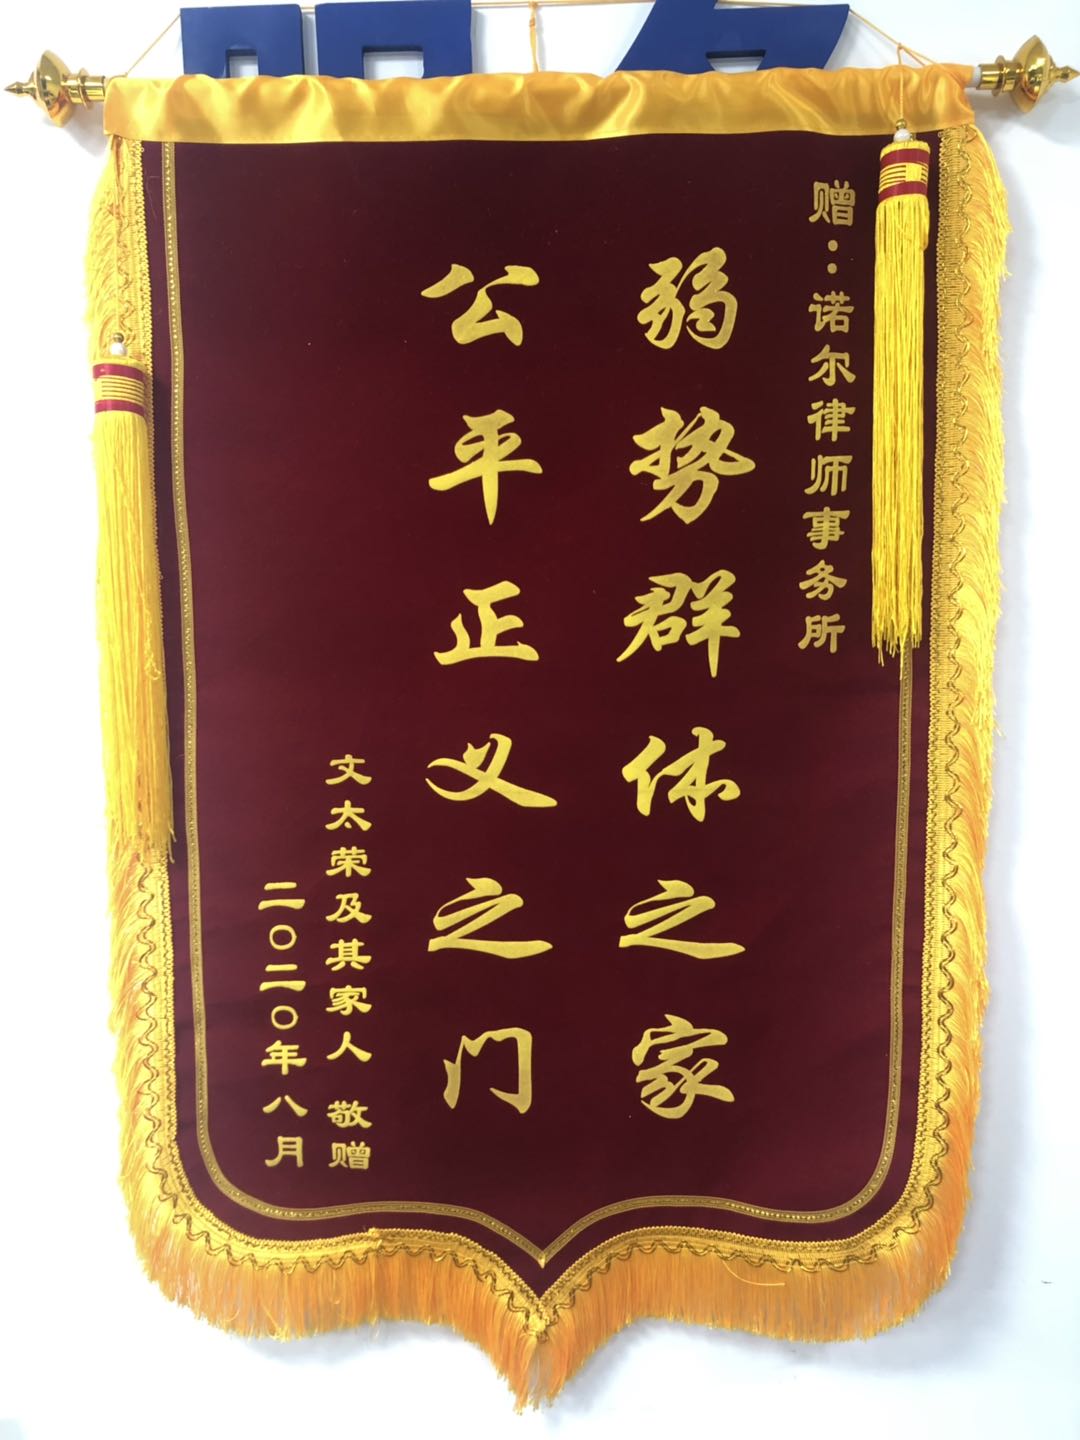 赠：诺尔律师事务所
弱势群体之家
公平正义之门
文太荣及其家人 敬赠
二〇二〇年八月